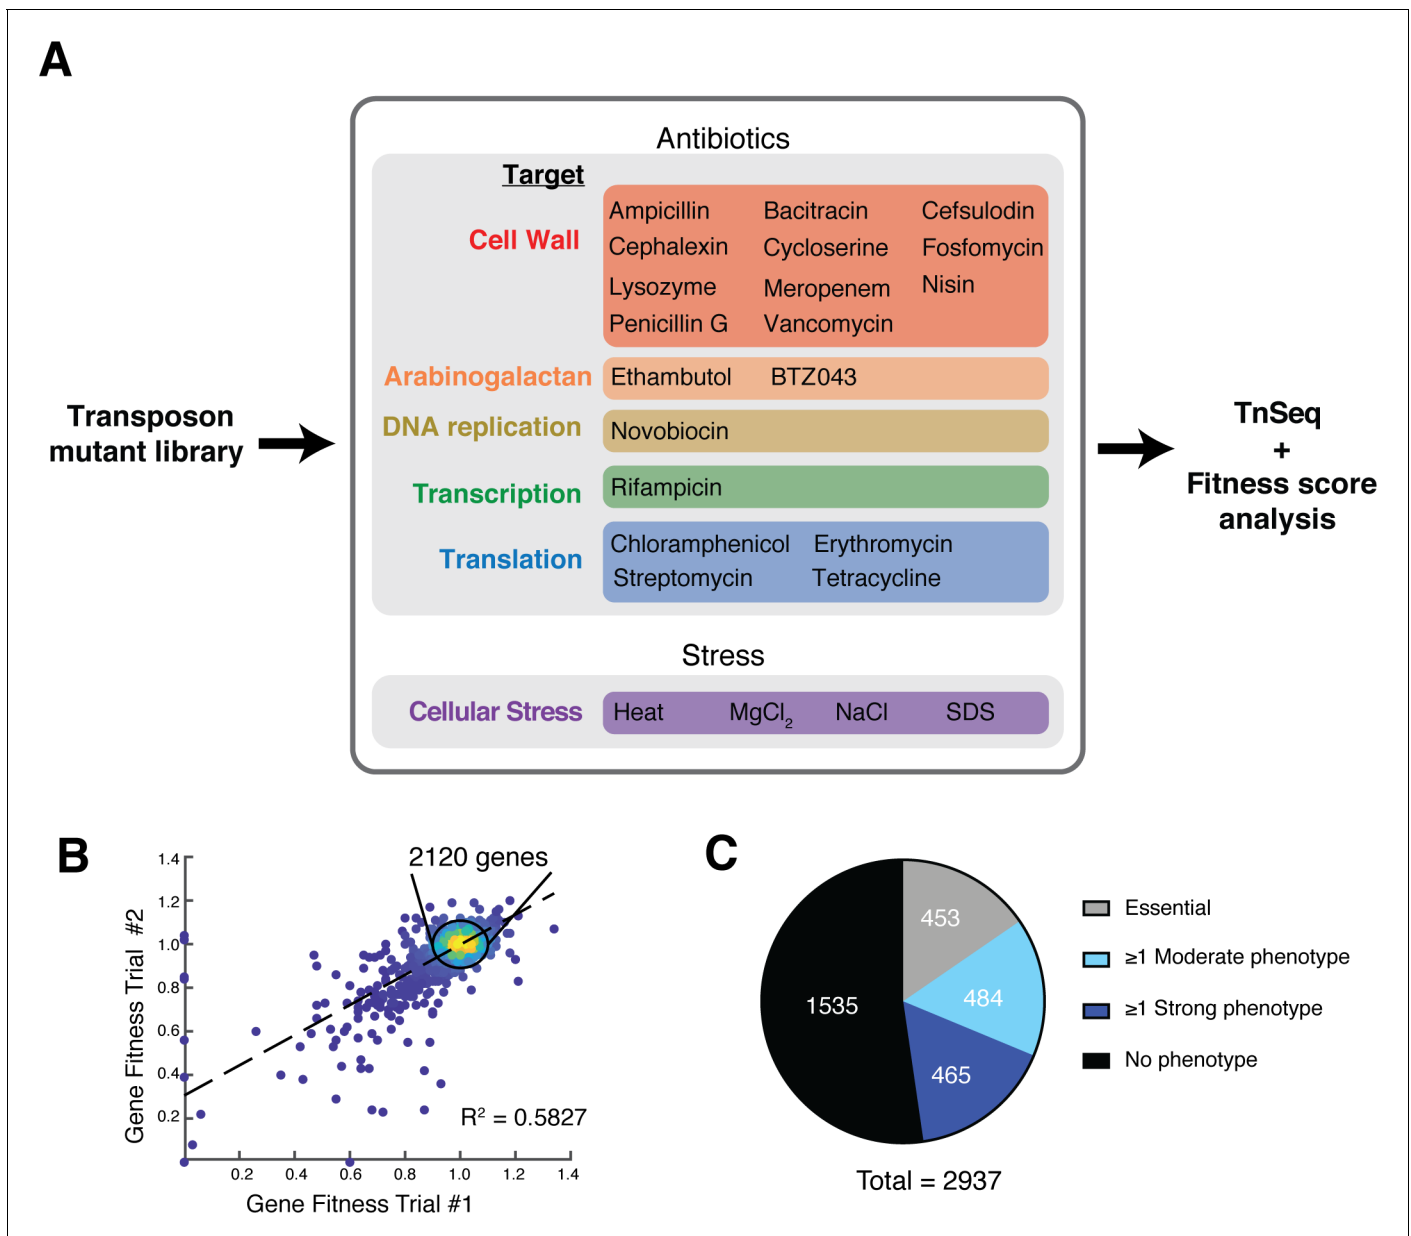 A
Antibiotics
Target
Cell Wall
Ampicillin Bacitracin Cefsulodin
Cephalexin Cycloserine Fosfomycin
Lysozyme Meropenem Nisin
Penicillin G Vancomycin
Arabinogalactan Ethambutol BTZ043
DNA replication Novobiocin
Transcription Rifampicin
Translation
Chloramphenicol Erythromycin
Streptomycin Tetracycline
Stress
Cellular Stress Heat MgCl2 NaCl SDS
Transposon
mutant library
TnSeq
+
Fitness score
analysis
B
2120 genes
Gene Fitness Trial #2
1.4
1.2
1.0
0.8
0.6
0.4
0.2
R² = 0.5827
0.2 0.4 0.6 0.8 1.0 1.2 1.4
Gene Fitness Trial #1
C
453
484
465
1535
Total = 2937
Essential
≥1 Moderate phenotype
≥1 Strong phenotype
No phenotype